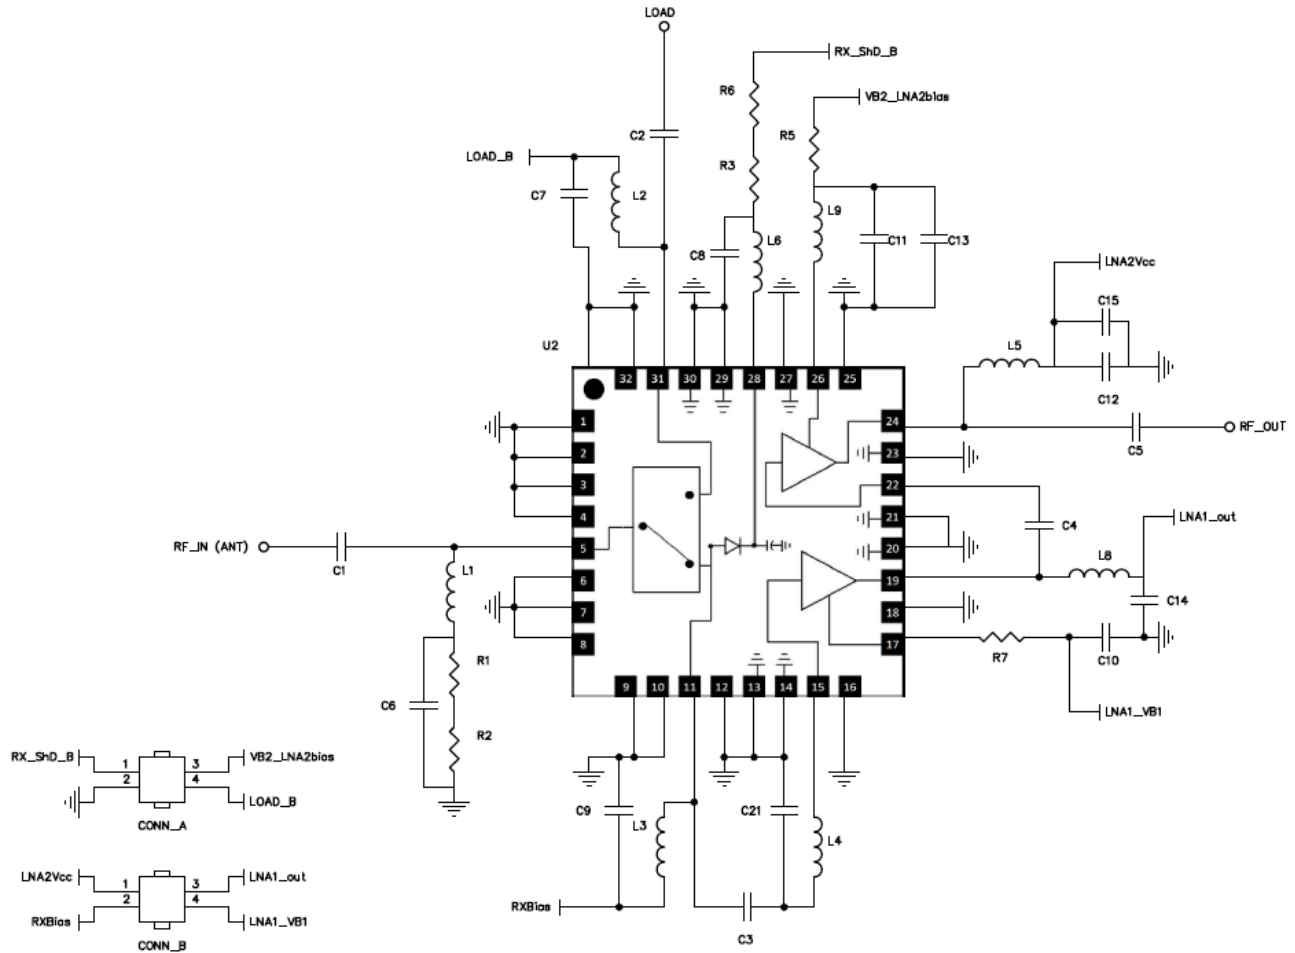 LOAD
RX_ShD_B
R6
VB2_LNA2bias
C2
R5
LOAD_B
R3
C7
L2
L9
C8
L6
C11
C13
LNA2Vcc
C15
U2
L5
C12
32
31
30
29
28
27
26
25
1
24
C5
RF_OUT
2
23
3
22
4
21
C4
LNA1_out
RF_IN (ANT)
C1
5
20
L1
6
19
L8
7
18
C14
8
17
R7
C10
R1
9
10
11
12
13
14
15
16
C6
R2
LNA1_VB1
RX_ShD_B
1
2
3
4
VB2_LNA2bias
LOAD_B
CONN_A
C9
L3
C21
L4
LNA2Vcc
1
2
3
4
LNA1_out
RXBias
LNA1_VB1
CONN_B
RXBias
C3